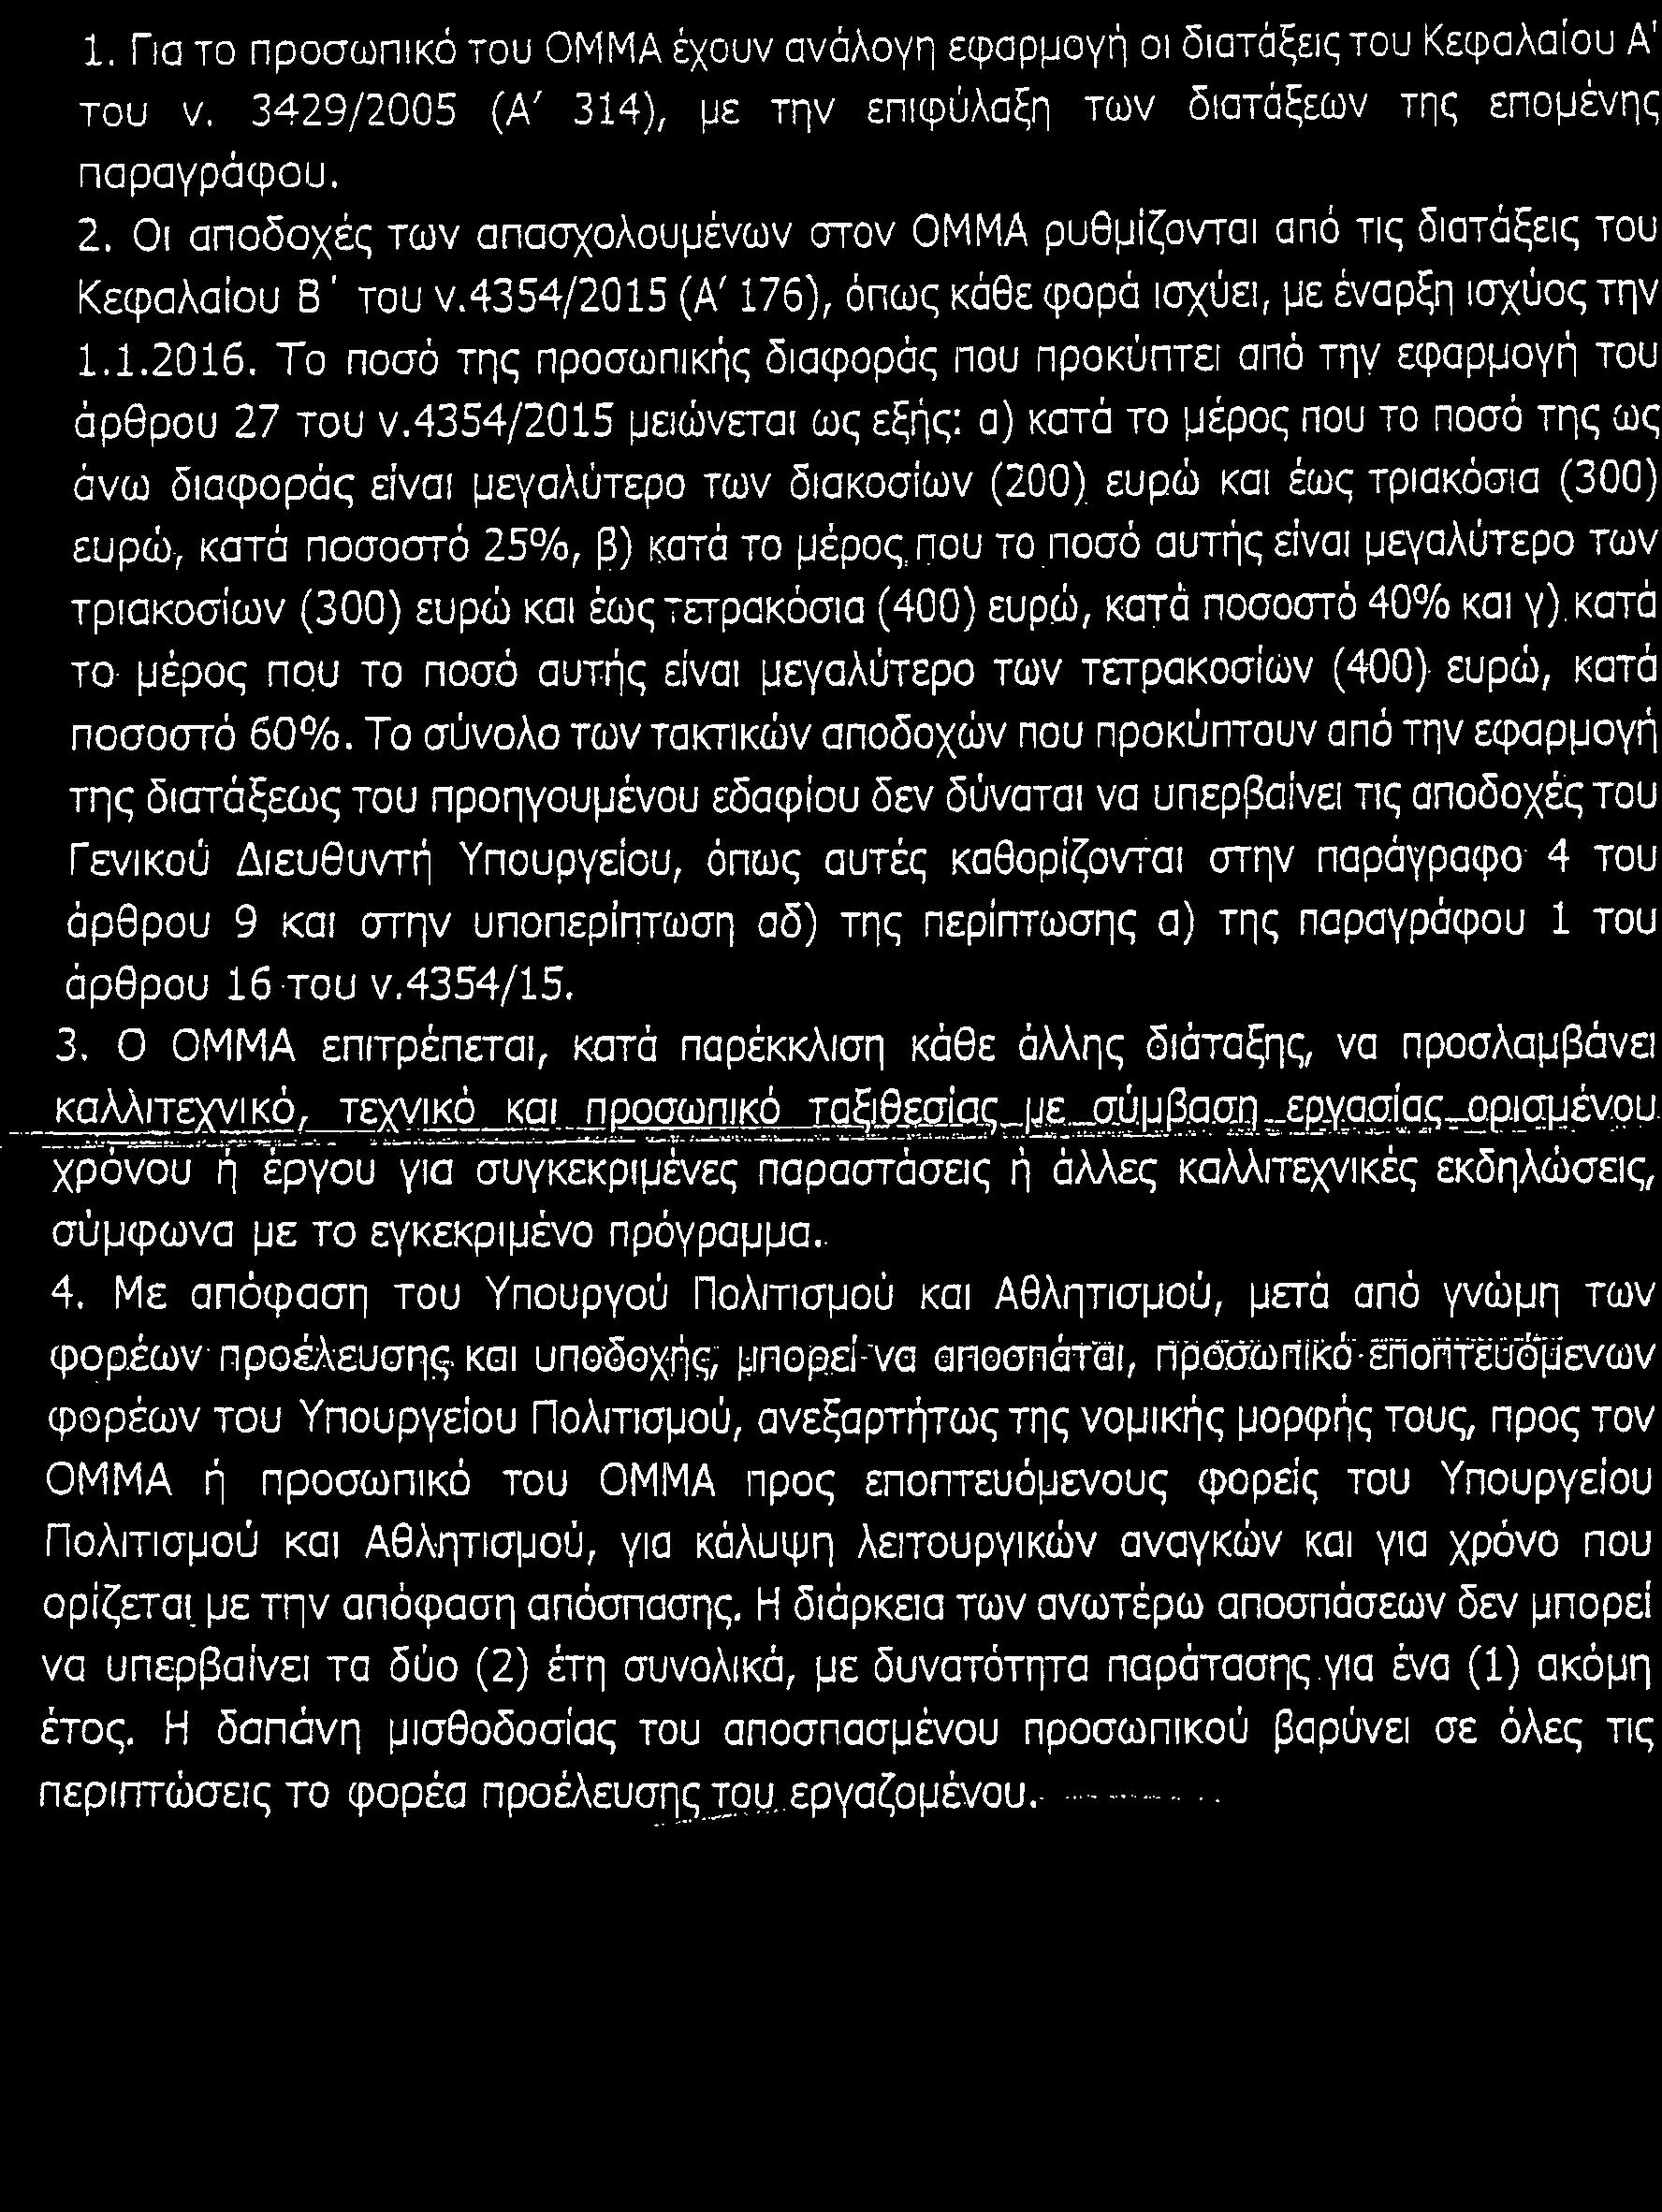 1. Για το προσωπικό του ΟΜΜΑ έχουν ανάλογη εφαρμογή οι διατάξεις του Κεφαλαίου Α'
του ν. 3429/2005 (Α' 314), με την επιφύλαξη των διατάξεων της επομένης
παραγράφου.
2. Οι αποδοχές των απασχολουμένων στον ΟΜΜΑ ρυθμίζονται από τις διατάξεις του
Κεφαλαίου Β' του ν.4354/2015 (Α' 176), όπως κάθε φορά ισχύει, με έναρξη ισχύος την
1.1.2016. Το ποσό της προσωπικής διαφοράς που προκύπτει από την εφαρμογή του
άρθρου 27 του ν.4354/2015 μειώνεται ως εξής: α) κατά το μέρος που το ποσό της ως
άνω διαφοράς είναι μεγαλύτερο των διακοσίων (200) ευρώ και έως τριακόσια (300)
ευρώ, κατά ποσοστό 25%, β) κατά το μέρος που το ποσό αυτής είναι μεγαλύτερο των
τριακοσίων (300) ευρώ και έως τετρακόσια (400) ευρώ, κατά ποσοστό 40% και γ) κατά
το μέρος που το ποσό αυτής είναι μεγαλύτερο των τετρακοσίων (400) ευρώ, κατά
ποσοστό 60%. Το σύνολο των τακτικών αποδοχών που προκύπτουν από την εφαρμογή
της διατάξεως του προηγουμένου εδαφίου δεν δύναται να υπερβαίνει τις αποδοχές του
Γενικού Διευθυντή Υπουργείου, όπως αυτές καθορίζονται στην παράγραφο 4 του
άρθρου 9 και στην υποπερίπτωση αδ) της περίπτωσης α) της παραγράφου 1 του
άρθρου 16 του ν.4354/15.
3. Ο ΟΜΜΑ επιτρέπεται, κατά παρέκκλιση κάθε άλλης διάταξης, να προσλαμβάνει
καλλιτεχνικό, τεχνικό και προσωπικό ταξιθεσίας με σύμβαση εργασίας ορισμένου
χρόνου ή έργου για συγκεκριμένες παραστάσεις ή άλλες καλλιτεχνικές εκδηλώσεις,
σύμφωνα με το εγκεκριμένο πρόγραμμα.
4. Με απόφαση του Υπουργού Πολιτισμού και Αθλητισμού, μετά από γνώμη των
φορέων προέλευσης και υποδοχής, μπορεί να αποσπάται, προσωπικό εποπτευόμενων
φορέων του Υπουργείου Πολιτισμού, ανεξαρτήτως της νομικής μορφής τους, προς τον
ΟΜΜΑ ή προσωπικό του ΟΜΜΑ προς εποπτευόμενους φορείς του Υπουργείου
Πολιτισμού και Αθλητισμού, για κάλυψη λειτουργικών αναγκών και για χρόνο που
ορίζεται με την απόφαση απόσπασης. Η διάρκεια των ανωτέρω αποσπάσεων δεν μπορεί
να υπερβαίνει τα δύο (2) έτη συνολικά, με δυνατότητα παράτασης για ένα (1) ακόμη
έτος. Η δαπάνη μισθοδοσίας του αποσπασμένου προσωπικού βαρύνει σε όλες τις
περιπτώσεις το φορέα προέλευσης του εργαζομένου.